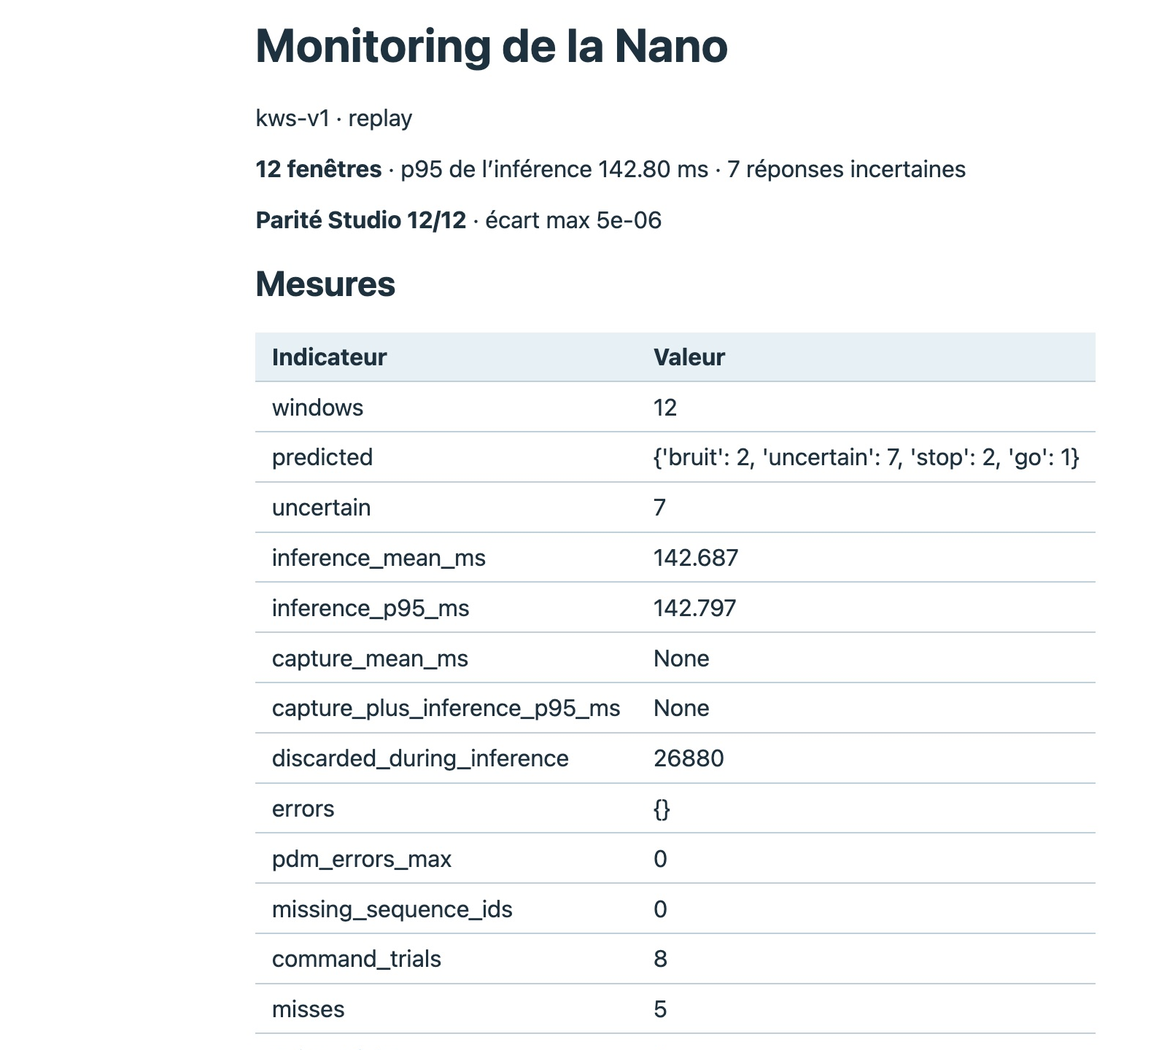 Monitoring de la Nano
kws-v1 · replay
12 fenêtres · p95 de l’inférence 142.80 ms · 7 réponses incertaines
Parité Studio 12/12 · écart max 5e-06
Mesures
Indicateur Valeur
windows 12
predicted {'bruit': 2, 'uncertain': 7, 'stop': 2, 'go': 1}
uncertain 7
inference_mean_ms 142.687
inference_p95_ms 142.797
capture_mean_ms None
capture_plus_inference_p95_ms None
discarded_during_inference 26880
errors {}
pdm_errors_max 0
missing_sequence_ids 0
command_trials 8
misses 5